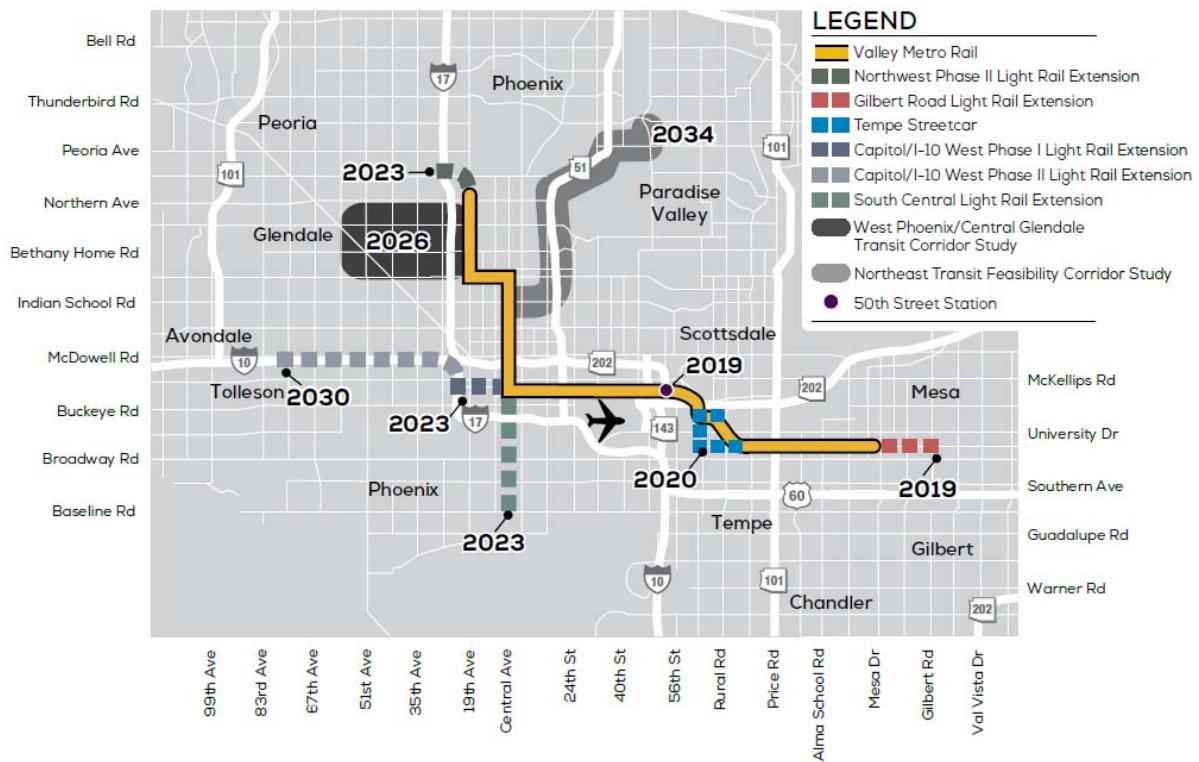 LEGEND
Valley Metro Rail
Northwest Phase II Light Rail Extension
Gilbert Road Light Rail Extension
Tempe Streetcar
Capitol/I-10 West Phase I Light Rail Extension
Capitol/I-10 West Phase II Light Rail Extension
South Central Light Rail Extension
West Phoenix/Central Glendale
Transit Corridor Study
Northeast Transit Feasibility Corridor Study
50th Street Station
Bell Rd
Thunderbird Rd
Peoria Ave
Northern Ave
Bethany Home Rd
Indian School Rd
McDowell Rd
Buckeye Rd
Broadway Rd
Baseline Rd
17
Phoenix
Peoria
2034
101
51
101
2023
Paradise
Valley
Glendale
2026
Avondale
Scottsdale
10
202
2019
Tolleson
2030
202
Mesa
2023
17
143
2020
2019
Phoenix
60
2023
Tempe
Gilbert
10
101
Chandler
202
McKellips Rd
University Dr
Southern Ave
Guadalupe Rd
Warner Rd
99th Ave
83rd Ave
67th Ave
51st Ave
35th Ave
19th Ave
Central Ave
24th St
40th St
56th St
Rural Rd
Price Rd
Alma School Rd
Mesa Dr
Gilbert Rd
Val Vista Dr